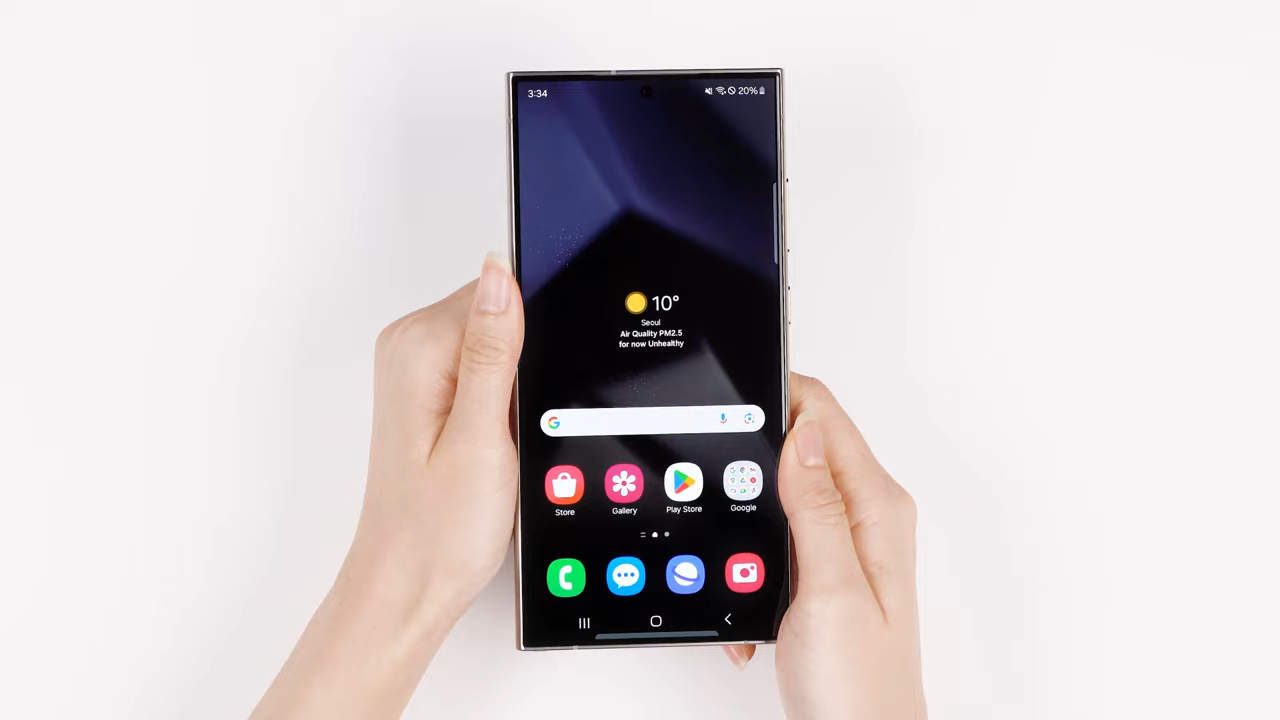 3:34
20%
10°
Seoul
Air Quality PM2.5
for now Unhealthy
Store
Gallery
Play Store
Google